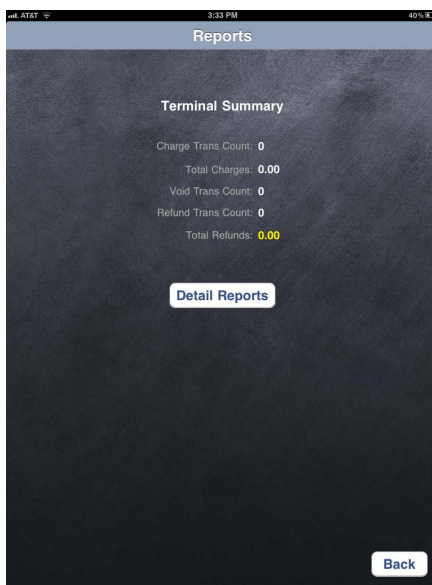 AT&T 3:33 PM 40%
Reports
Terminal Summary
Charge Trans Count: 0
Total Charges: 0.00
Void Trans Count: 0
Refund Trans Count: 0
Total Refunds: 0.00
Detail Reports
Back